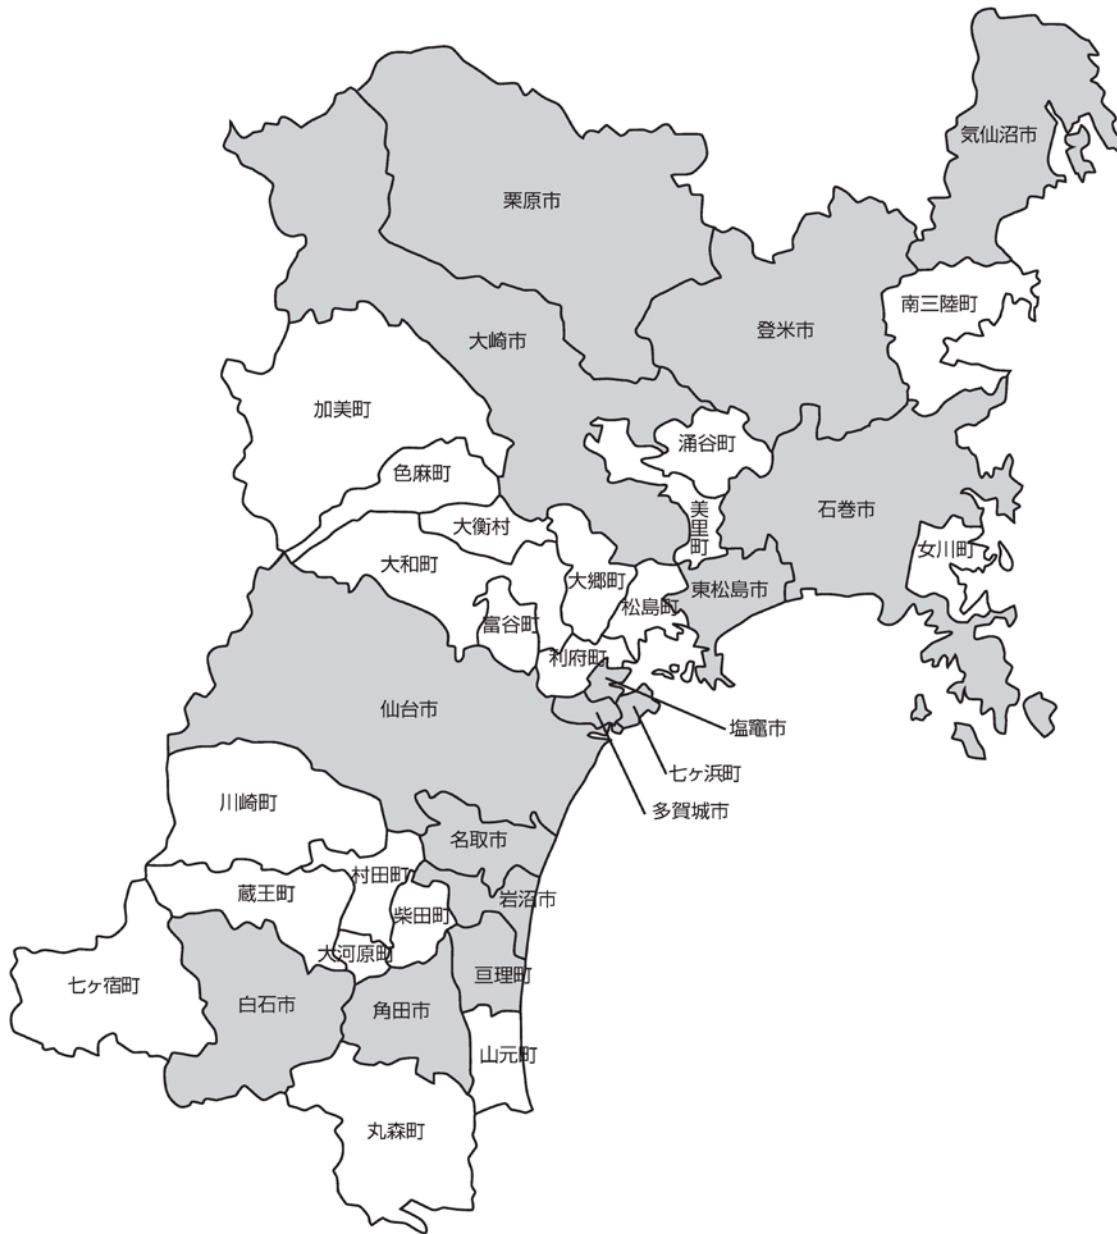 気仙沼市
栗原市
南三陸町
登米市
大崎市
加美町
涌谷町
色麻町
美里町
石巻市
大衡村
女川町
大和町
大郷町
東松島市
松島町
富谷町
利府町
仙台市
塩竈市
七ヶ浜町
多賀城市
川崎町
名取市
村田町
蔵王町
岩沼市
柴田町
大河原町
亘理町
七ヶ宿町
白石市
角田市
山元町
丸森町